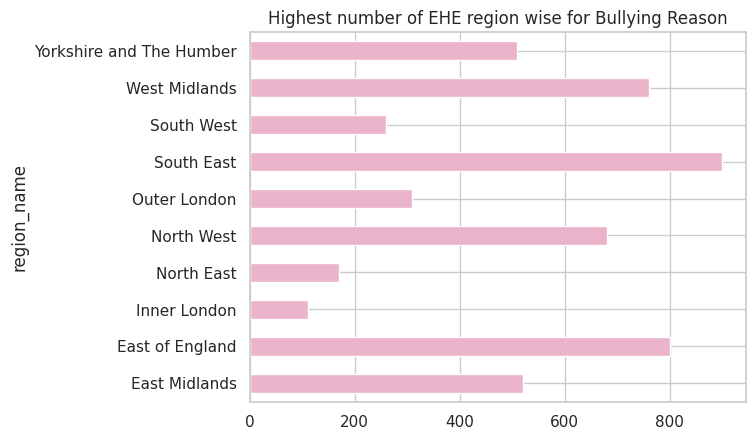 Highest number of EHE region wise for Bullying Reason
Yorkshire and The Humber
West Midlands
South West
South East
Outer London
North West
North East
Inner London
East of England
East Midlands
region_name
0 200 400 600 800